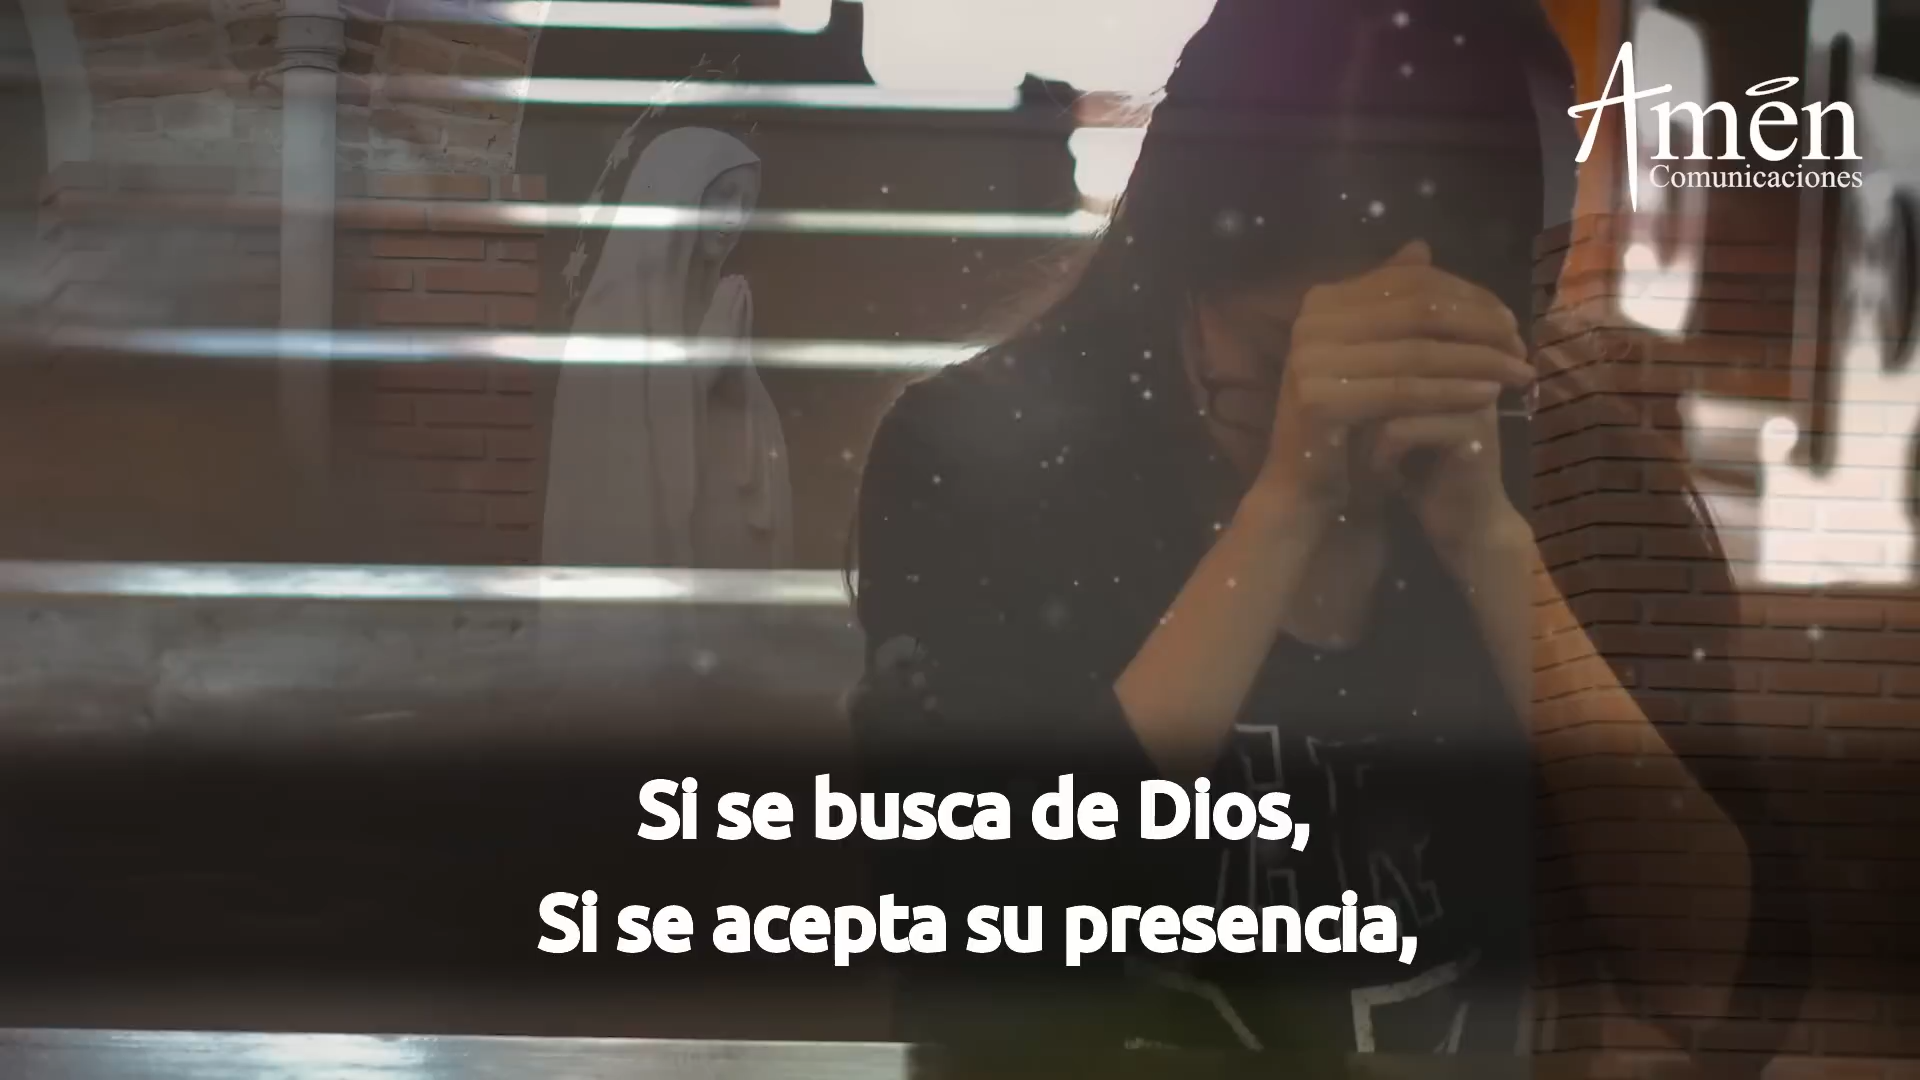 Amén
Comunicaciones
Si se busca de Dios,
Si se acepta su presencia,